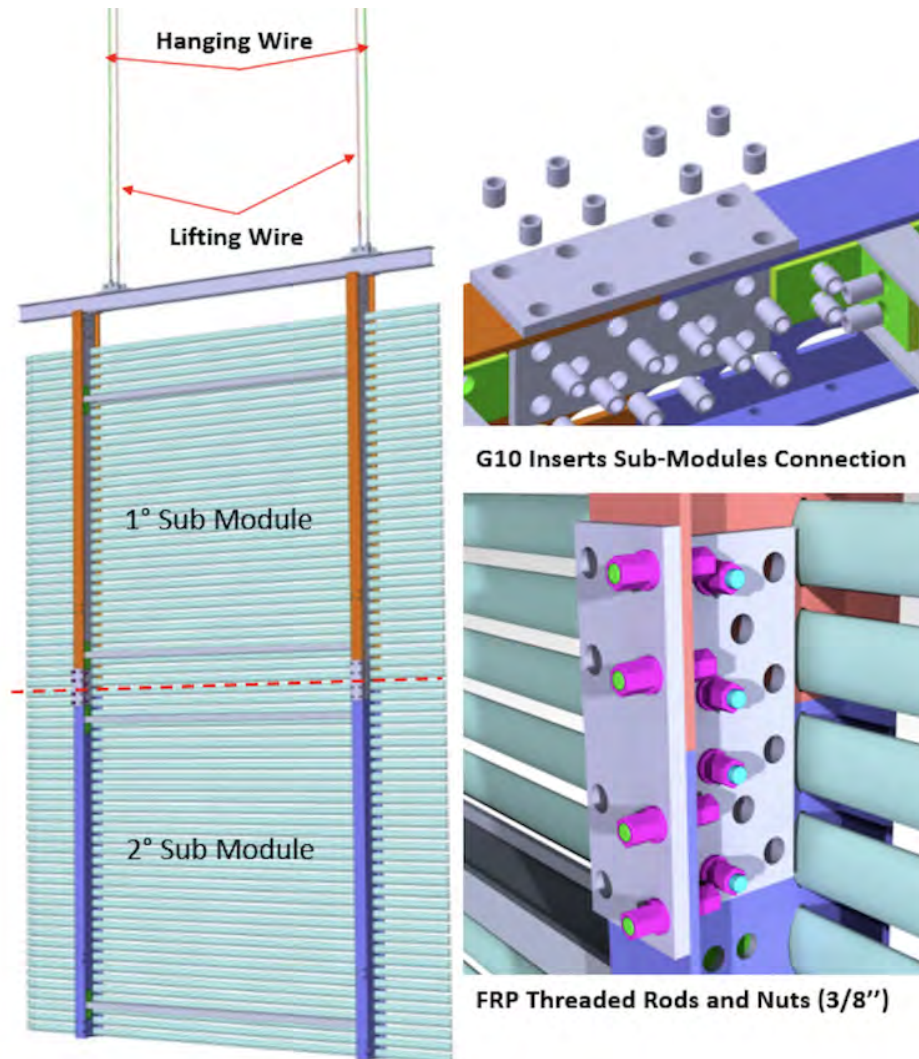 Hanging Wire
Lifting Wire
1° Sub Module
2° Sub Module
G10 Inserts Sub-Modules Connection
FRP Threaded Rods and Nuts (3/8’’)